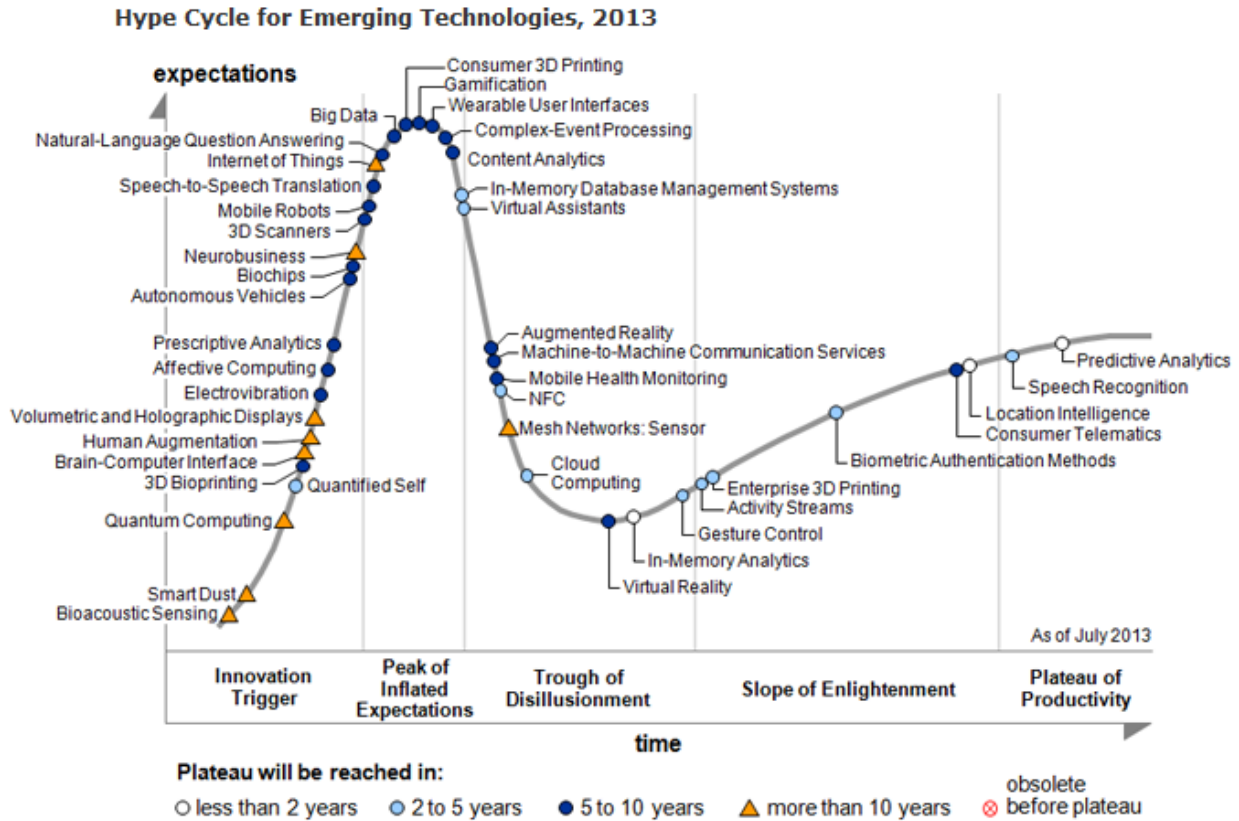 Hype Cycle for Emerging Technologies, 2013
expectations
Consumer 3D Printing
Gamification
Wearable User Interfaces
Big Data
Complex-Event Processing
Natural-Language Question Answering
Internet of Things
Content Analytics
Speech-to-Speech Translation
In-Memory Database Management Systems
Mobile Robots
Virtual Assistants
3D Scanners
Neurobusiness
Biochips
Autonomous Vehicles
Augmented Reality
Prescriptive Analytics
Machine-to-Machine Communication Services
Predictive Analytics
Affective Computing
Mobile Health Monitoring
Speech Recognition
Electrovibration
NFC
Volumetric and Holographic Displays
Location Intelligence
Mesh Networks: Sensor
Consumer Telematics
Human Augmentation
Brain-Computer Interface
Biometric Authentication Methods
3D Bioprinting
Cloud
Computing
Quantified Self
Enterprise 3D Printing
Activity Streams
Quantum Computing
Gesture Control
In-Memory Analytics
Virtual Reality
Smart Dust
Bioacoustic Sensing
As of July 2013
Innovation
Trigger
Peak of
Inflated
Expectations
Trough of
Disillusionment
Slope of Enlightenment
Plateau of
Productivity
time
Plateau will be reached in:
less than 2 years
2 to 5 years
5 to 10 years
more than 10 years
obsolete
before plateau